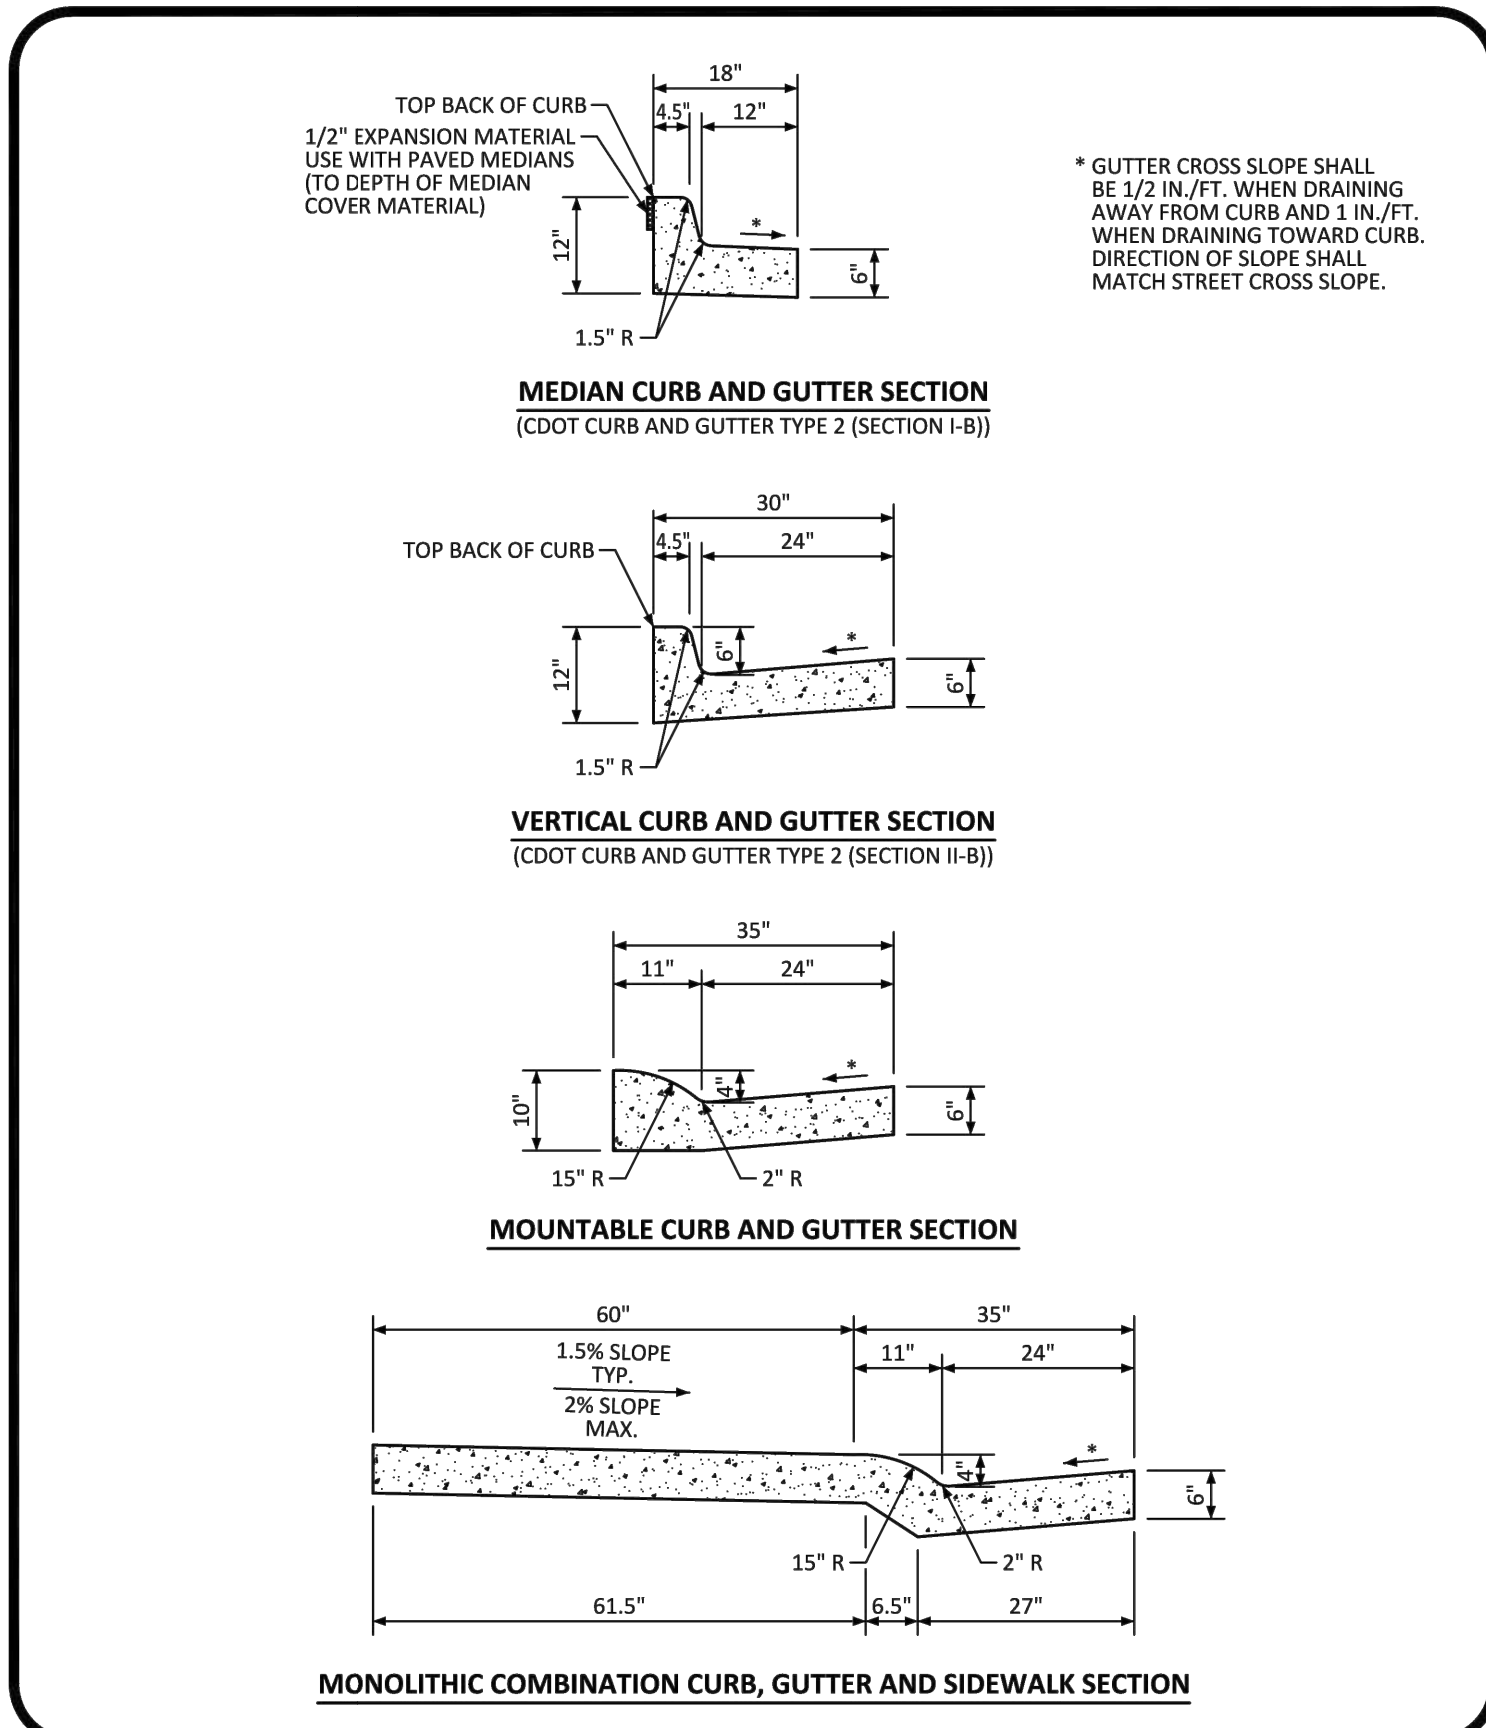 18"
TOP BACK OF CURB
4.5"
12"
1/2" EXPANSION MATERIAL
USE WITH PAVED MEDIANS
(TO DEPTH OF MEDIAN
COVER MATERIAL)
* GUTTER CROSS SLOPE SHALL
BE 1/2 IN./FT. WHEN DRAINING
AWAY FROM CURB AND 1 IN./FT.
WHEN DRAINING TOWARD CURB.
DIRECTION OF SLOPE SHALL
MATCH STREET CROSS SLOPE.
*
12"
6"
1.5" R
MEDIAN CURB AND GUTTER SECTION
(CDOT CURB AND GUTTER TYPE 2 (SECTION I-B))
30"
TOP BACK OF CURB
4.5"
24"
*
12"
6"
6"
1.5" R
VERTICAL CURB AND GUTTER SECTION
(CDOT CURB AND GUTTER TYPE 2 (SECTION II-B))
35"
11"
24"
*
10"
4"
6"
15" R
2" R
MOUNTABLE CURB AND GUTTER SECTION
60"
35"
1.5% SLOPE
TYP.
2% SLOPE
MAX.
11"
24"
*
4"
6"
15" R
2" R
61.5"
6.5"
27"
MONOLITHIC COMBINATION CURB, GUTTER AND SIDEWALK SECTION